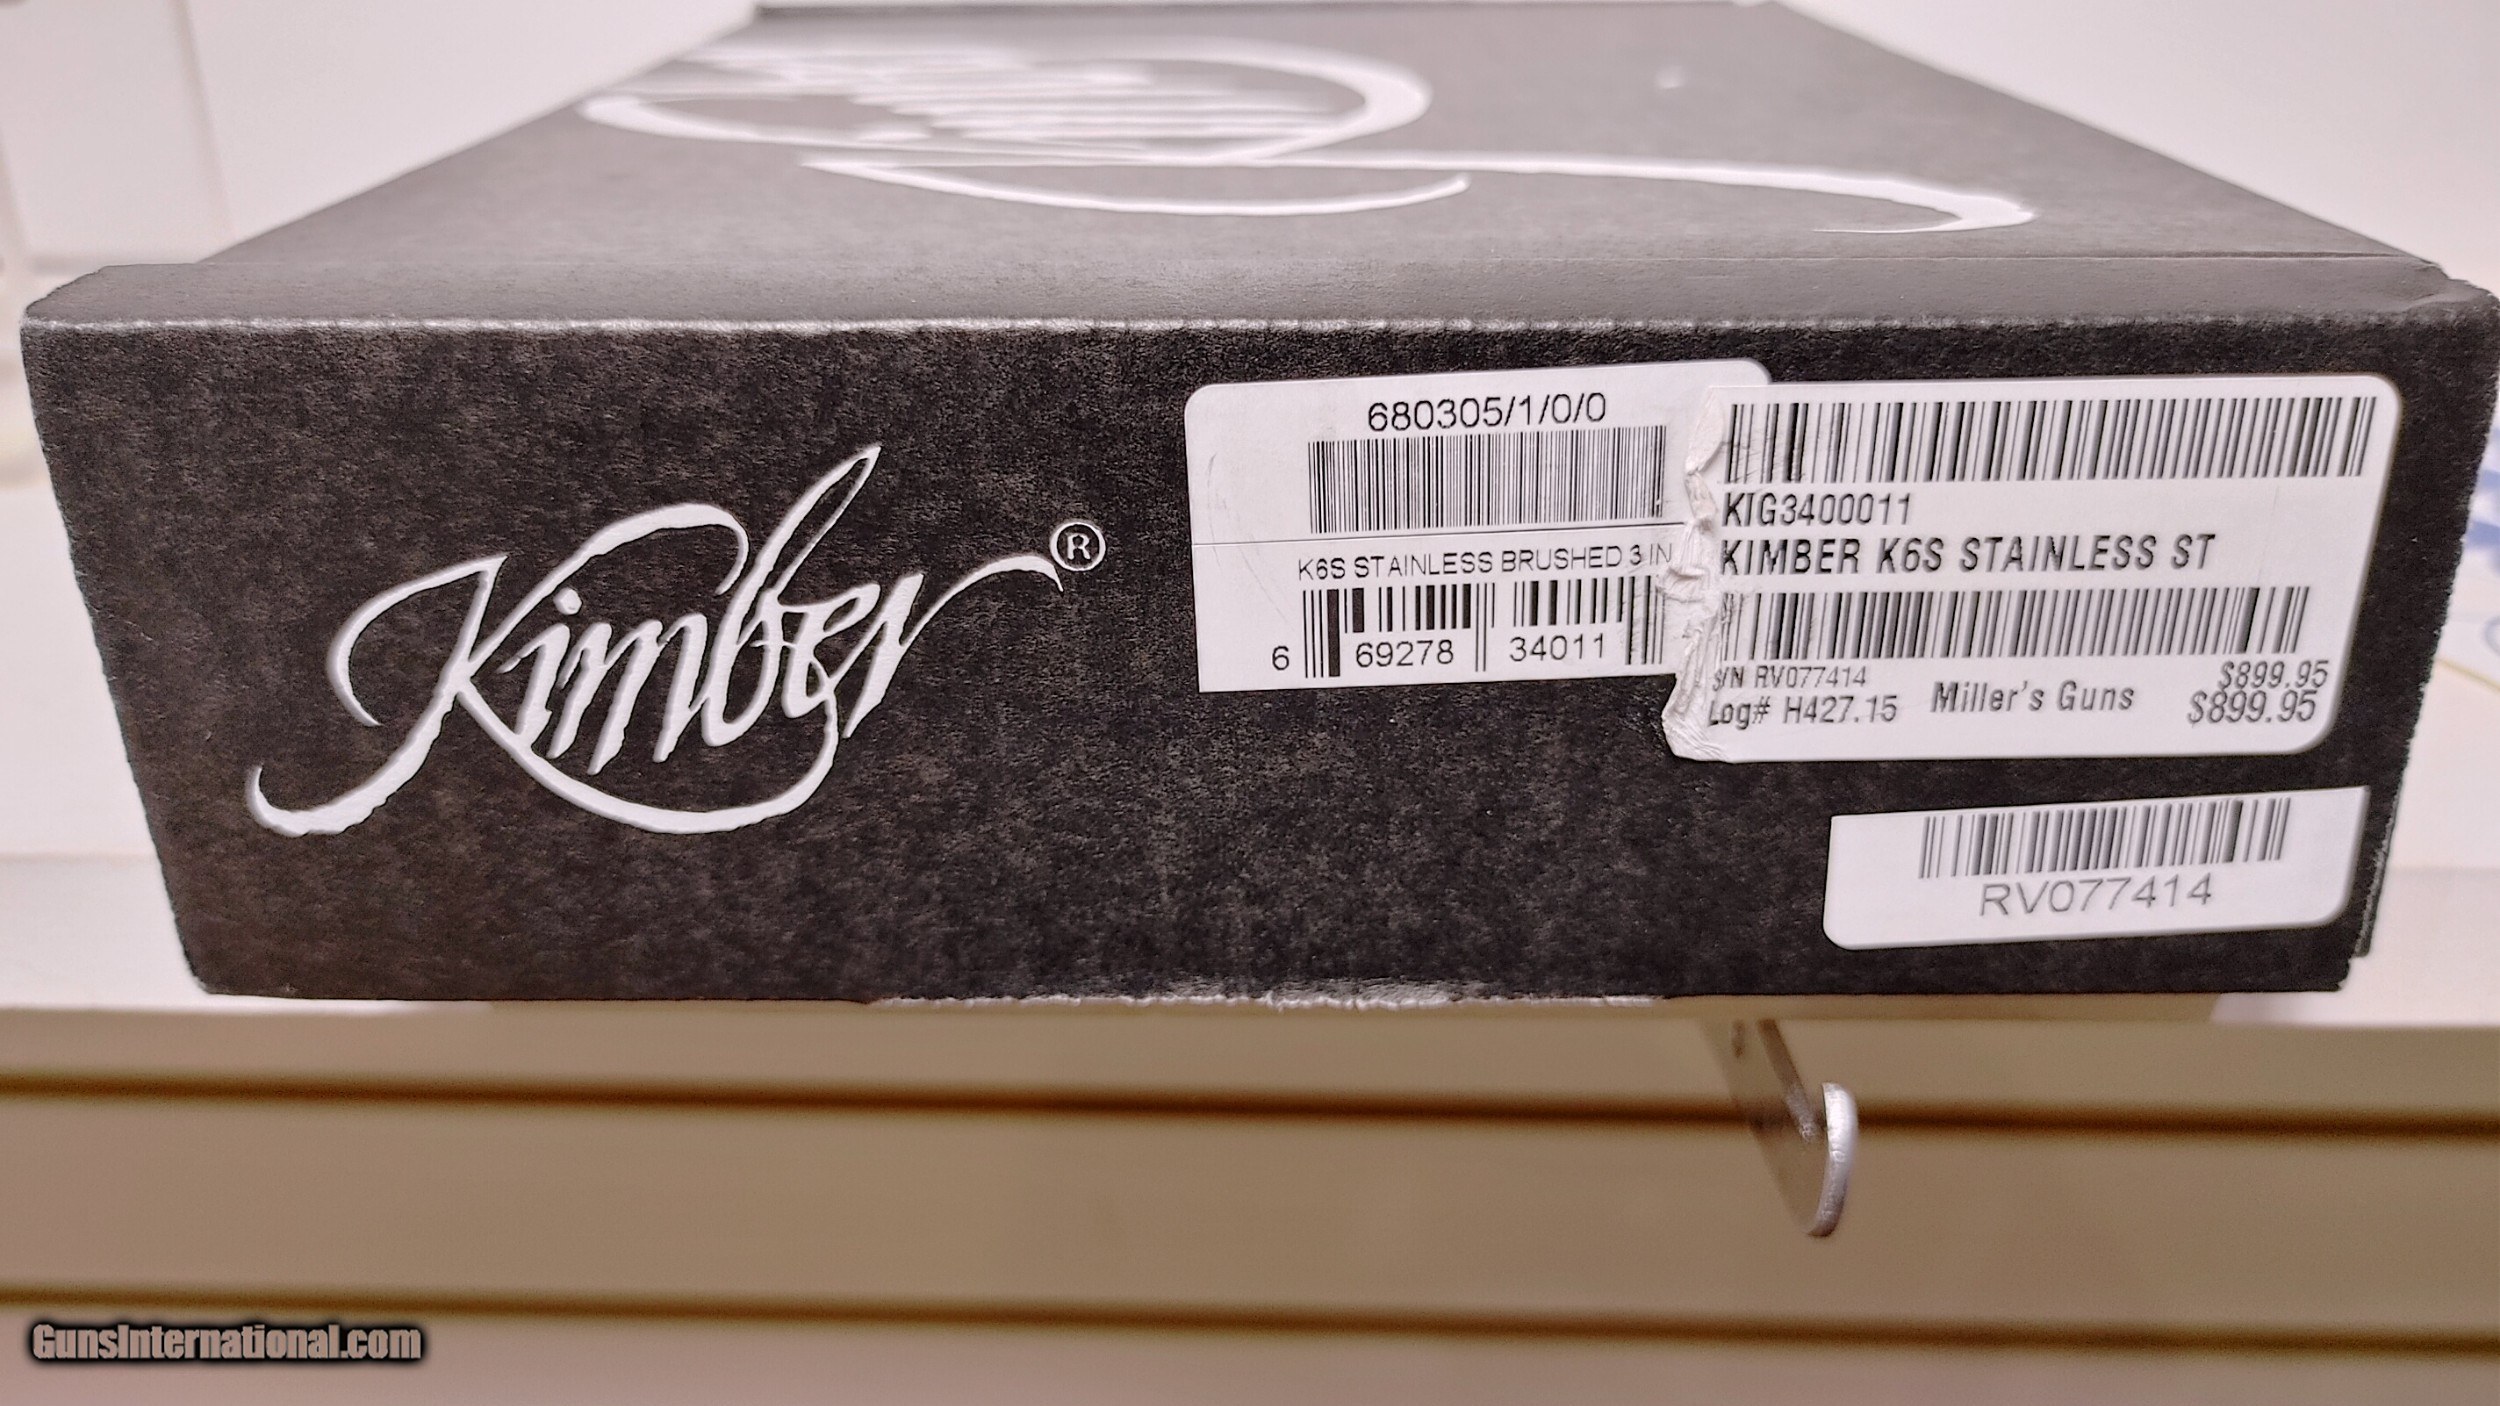 Kimber®
680305/1/0/0
K6S STAINLESS BRUSHED 3 IN
6 69278 34011
KIG3400011
KIMBER K6S STAINLESS ST
S/N RV077414 $899.95
Log# H427.15 Miller's Guns $899.95
RV077414
GunsInternational.com